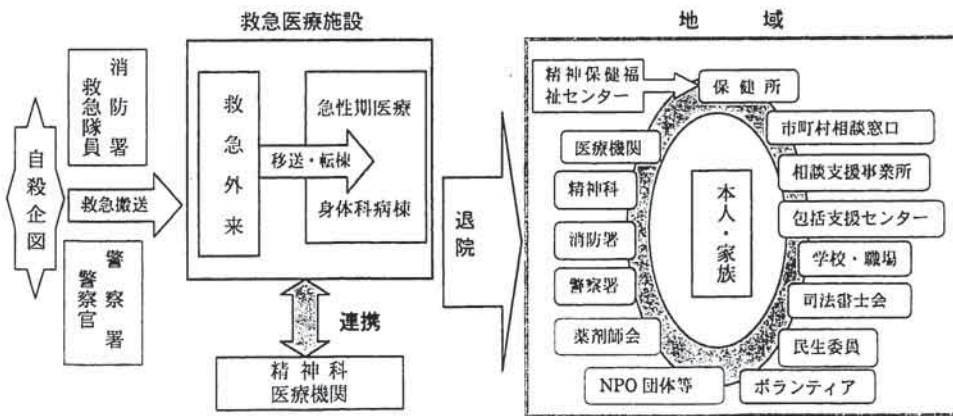 救急医療施設
地域
消防署
救急隊員
自殺企図
救急搬送
警察署
警察官
救急外来
急性期医療
移送・転棟
身体科病棟
連携
精神科
医療機関
退院
精神保健福
祉センター
保健所
市町村相談窓口
医療機関
相談支援事業所
精神科
包括支援センター
本人・家族
消防署
学校・職場
警察署
司法書士会
薬剤師会
民生委員
NPO 団体等
ボランティア